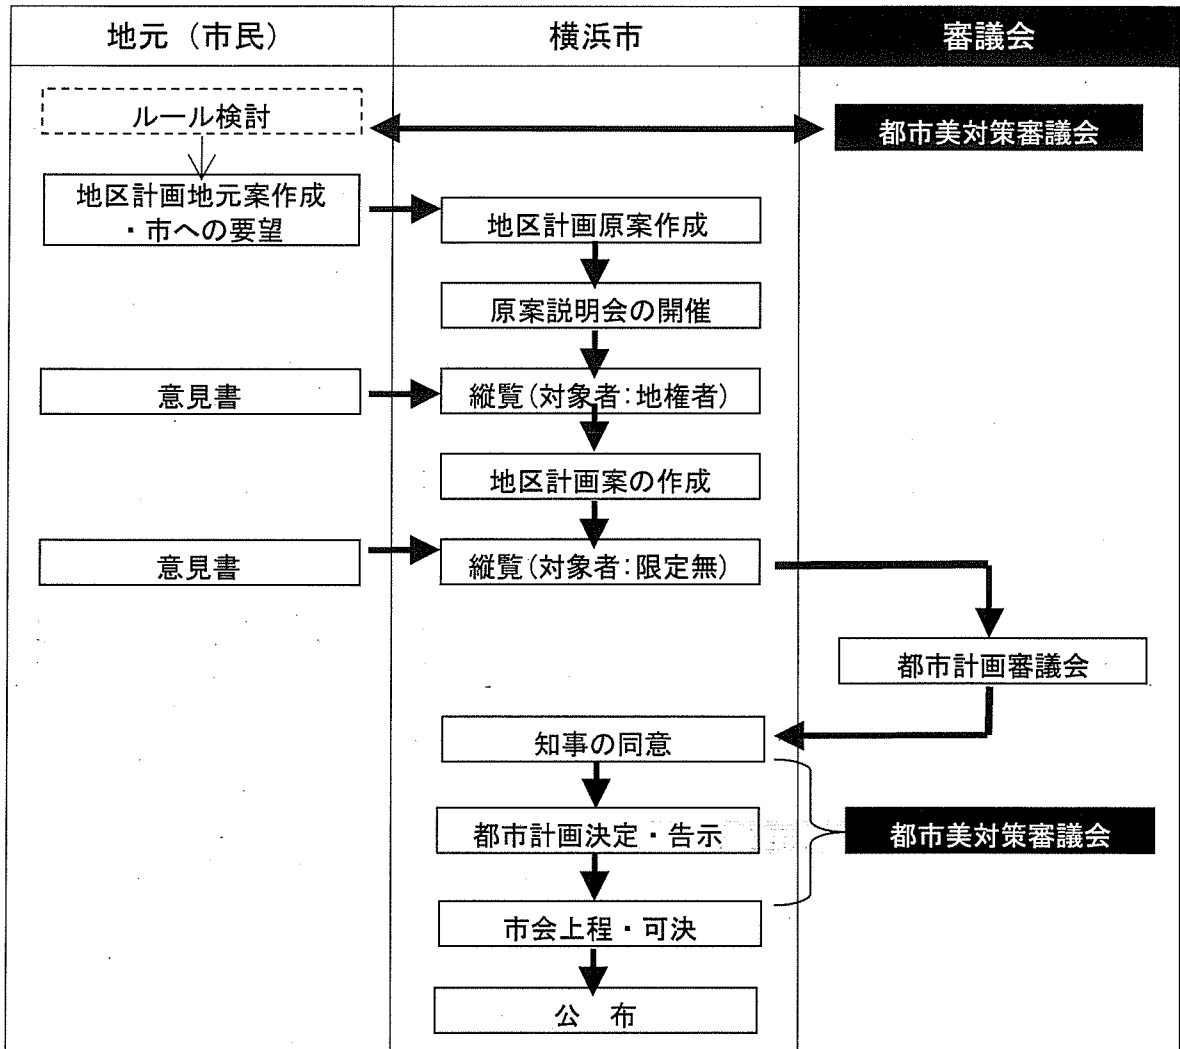 地元（市民）
横浜市
審議会
ルール検討
都市美対策審議会
地区計画地元案作成
・市への要望
地区計画原案作成
原案説明会の開催
意見書
縦覧(対象者:地権者)
地区計画案の作成
意見書
縦覧(対象者:限定無)
都市計画審議会
知事の同意
都市計画決定・告示
都市美対策審議会
市会上程・可決
公　布